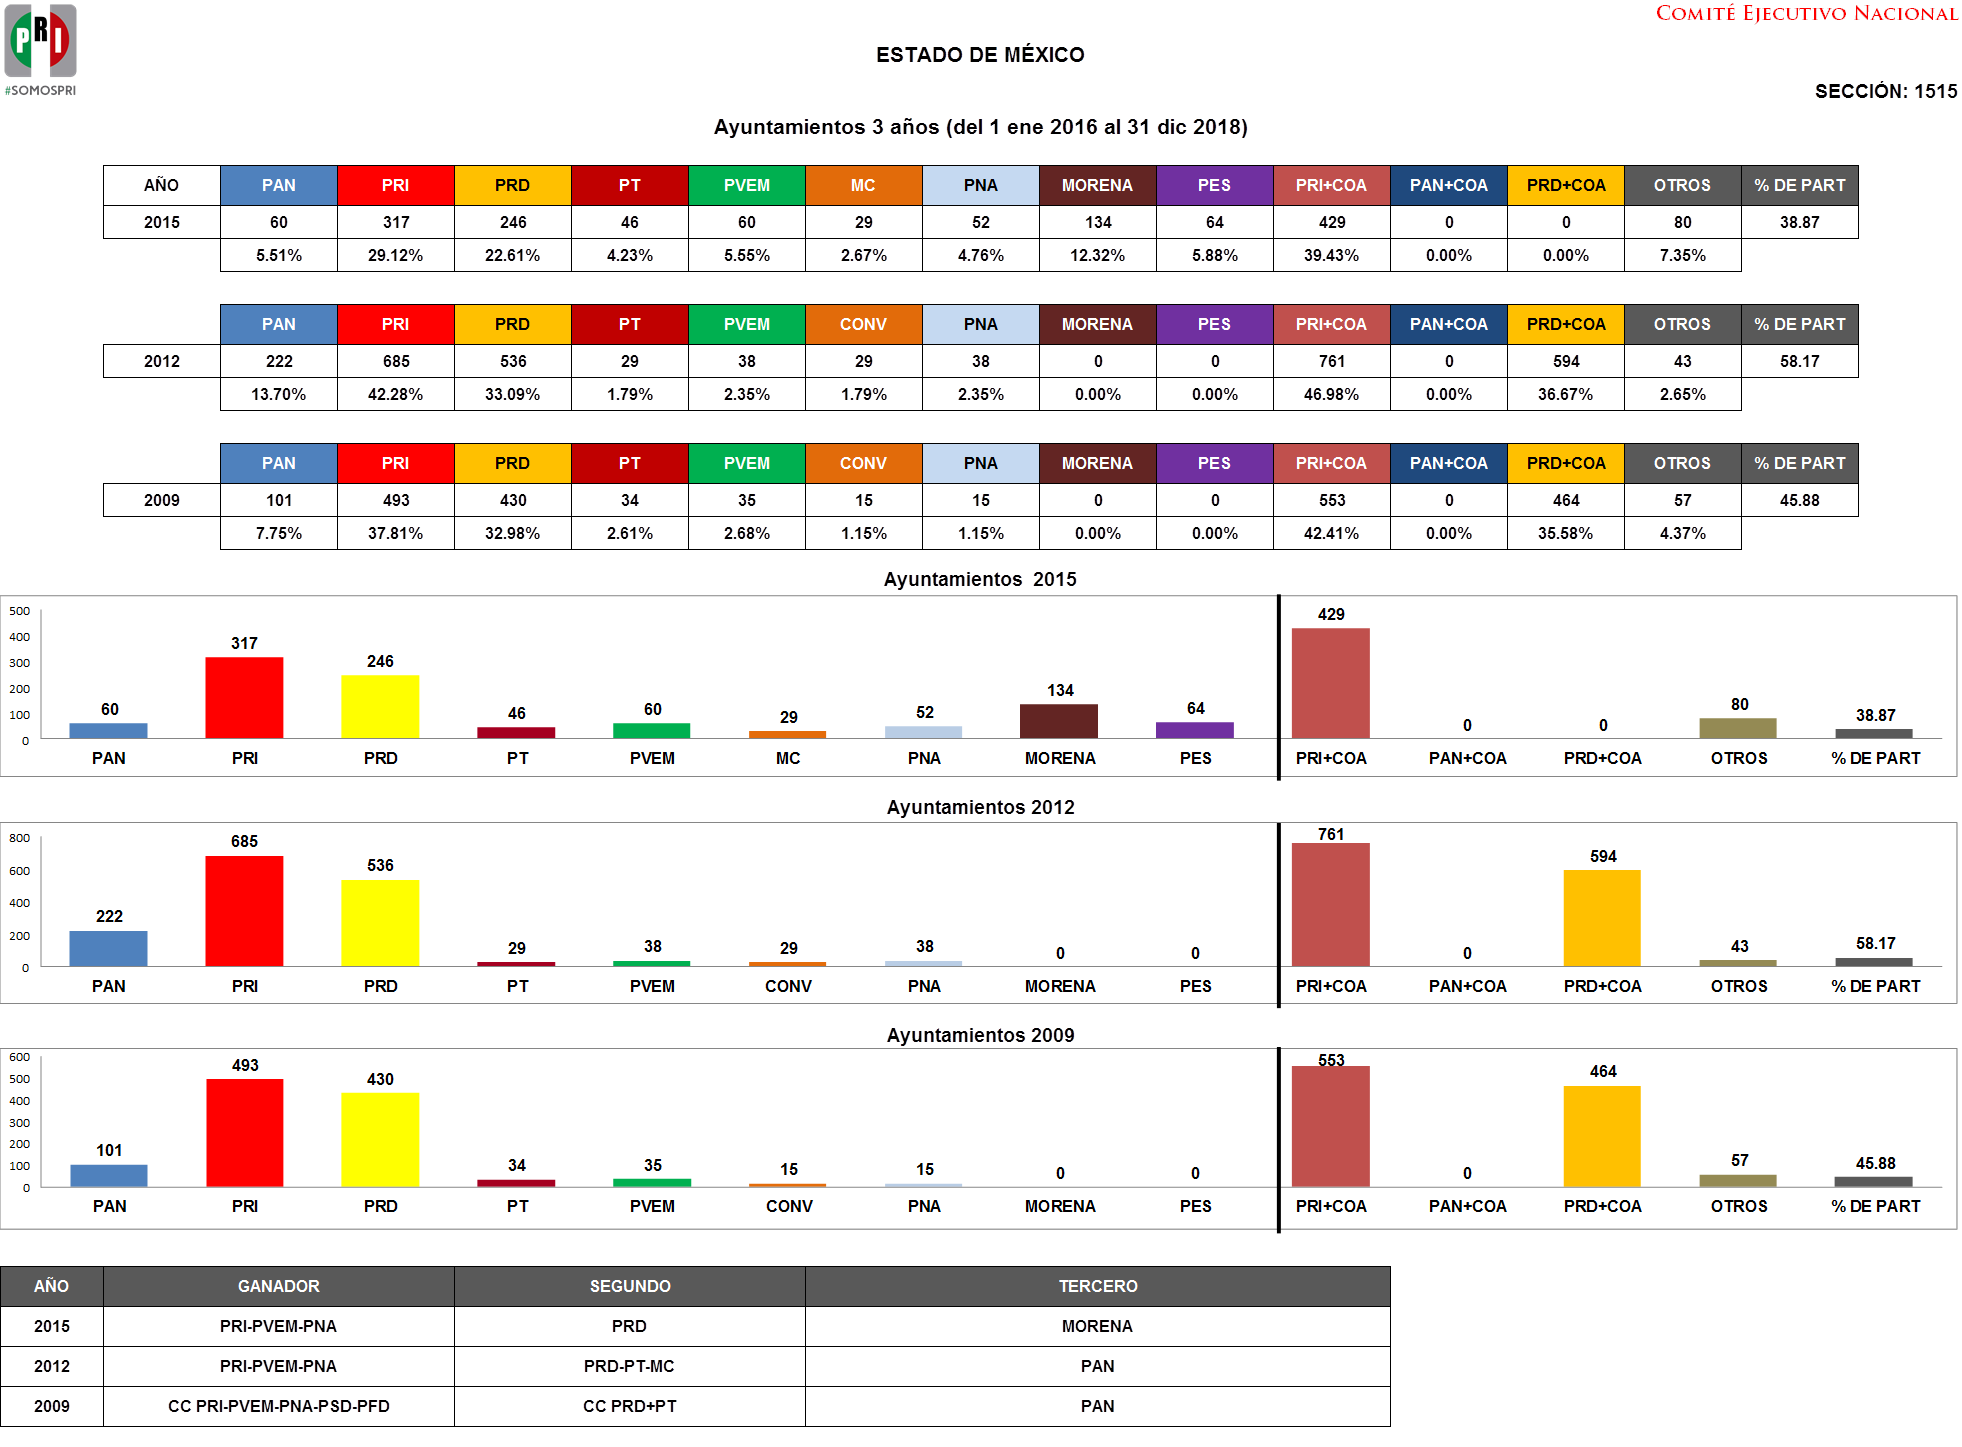 PRI
#SOMOSPRI
COMITÉ EJECUTIVO NACIONAL
ESTADO DE MÉXICO
SECCIÓN: 1515
Ayuntamientos 3 años (del 1 ene 2016 al 31 dic 2018)
AÑO PAN PRI PRD PT PVEM MC PNA MORENA PES PRI+COA PAN+COA PRD+COA OTROS % DE PART
2015 60 317 246 46 60 29 52 134 64 429 0 0 80 38.87
5.51% 29.12% 22.61% 4.23% 5.55% 2.67% 4.76% 12.32% 5.88% 39.43% 0.00% 0.00% 7.35%
PAN PRI PRD PT PVEM CONV PNA MORENA PES PRI+COA PAN+COA PRD+COA OTROS % DE PART
2012 222 685 536 29 38 29 38 0 0 761 0 594 43 58.17
13.70% 42.28% 33.09% 1.79% 2.35% 1.79% 2.35% 0.00% 0.00% 46.98% 0.00% 36.67% 2.65%
PAN PRI PRD PT PVEM CONV PNA MORENA PES PRI+COA PAN+COA PRD+COA OTROS % DE PART
2009 101 493 430 34 35 15 15 0 0 553 0 464 57 45.88
7.75% 37.81% 32.98% 2.61% 2.68% 1.15% 1.15% 0.00% 0.00% 42.41% 0.00% 35.58% 4.37%
Ayuntamientos 2015
500
400
300
200
100
0
60 317 246 46 60 29 52 134 64 429 0 0 80 38.87
PAN PRI PRD PT PVEM MC PNA MORENA PES PRI+COA PAN+COA PRD+COA OTROS % DE PART
Ayuntamientos 2012
800
600
400
200
0
222 685 536 29 38 29 38 0 0 761 0 594 43 58.17
PAN PRI PRD PT PVEM CONV PNA MORENA PES PRI+COA PAN+COA PRD+COA OTROS % DE PART
Ayuntamientos 2009
600
500
400
300
200
100
0
101 493 430 34 35 15 15 0 0 553 0 464 57 45.88
PAN PRI PRD PT PVEM CONV PNA MORENA PES PRI+COA PAN+COA PRD+COA OTROS % DE PART
AÑO GANADOR SEGUNDO TERCERO
2015 PRI-PVEM-PNA PRD MORENA
2012 PRI-PVEM-PNA PRD-PT-MC PAN
2009 CC PRI-PVEM-PNA-PSD-PFD CC PRD+PT PAN